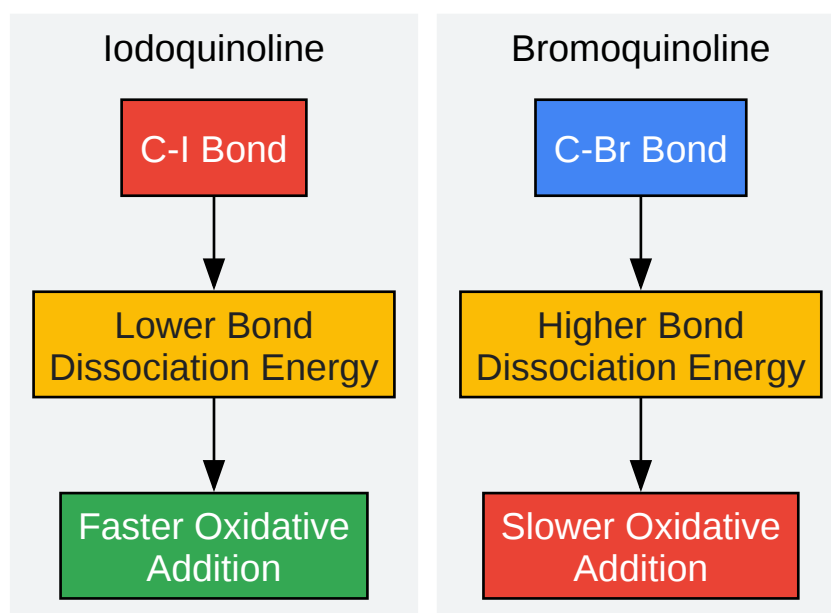 Iodoquinoline
C-I Bond
Lower Bond
Dissociation Energy
Faster Oxidative
Addition
Bromoquinoline
C-Br Bond
Higher Bond
Dissociation Energy
Slower Oxidative
Addition